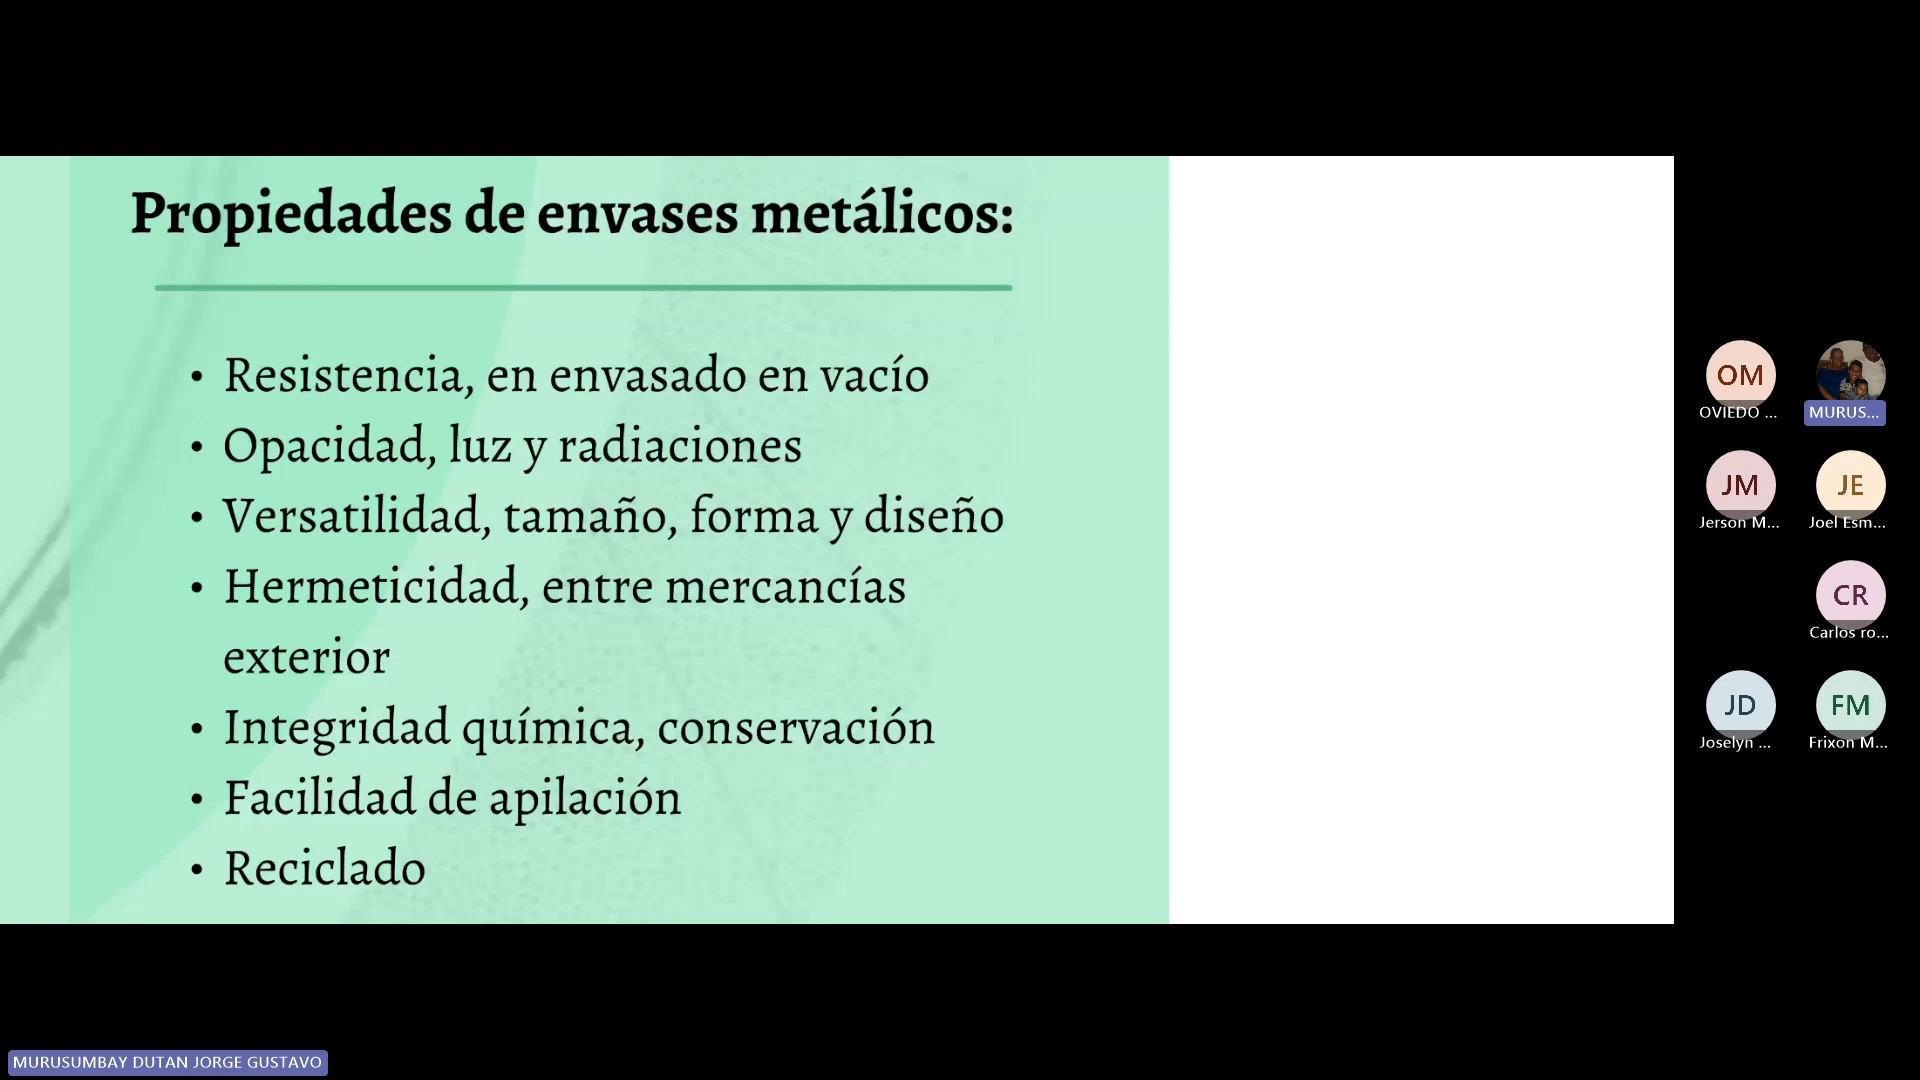 Propiedades de envases metálicos:
• Resistencia, en envasado en vacío
• Opacidad, luz y radiaciones
• Versatilidad, tamaño, forma y diseño
• Hermeticidad, entre mercancías
exterior
• Integridad química, conservación
• Facilidad de apilación
• Reciclado
OM
OVIEDO ...
MURUS...
JM
Jerson M...
JE
Joel Esm...
CR
Carlos ro...
JD
Joselyn ...
FM
Frixon M...
MURUSUMBAY DUTAN JORGE GUSTAVO